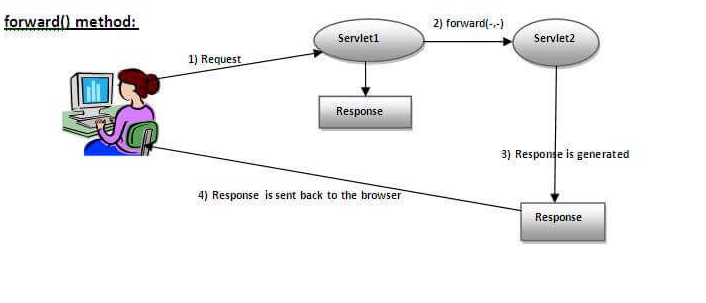 forward() method:
2) forward(-,-)
Servlet1
Servlet2
1) Request
Response
3) Response is generated
4) Response is sent back to the browser
Response